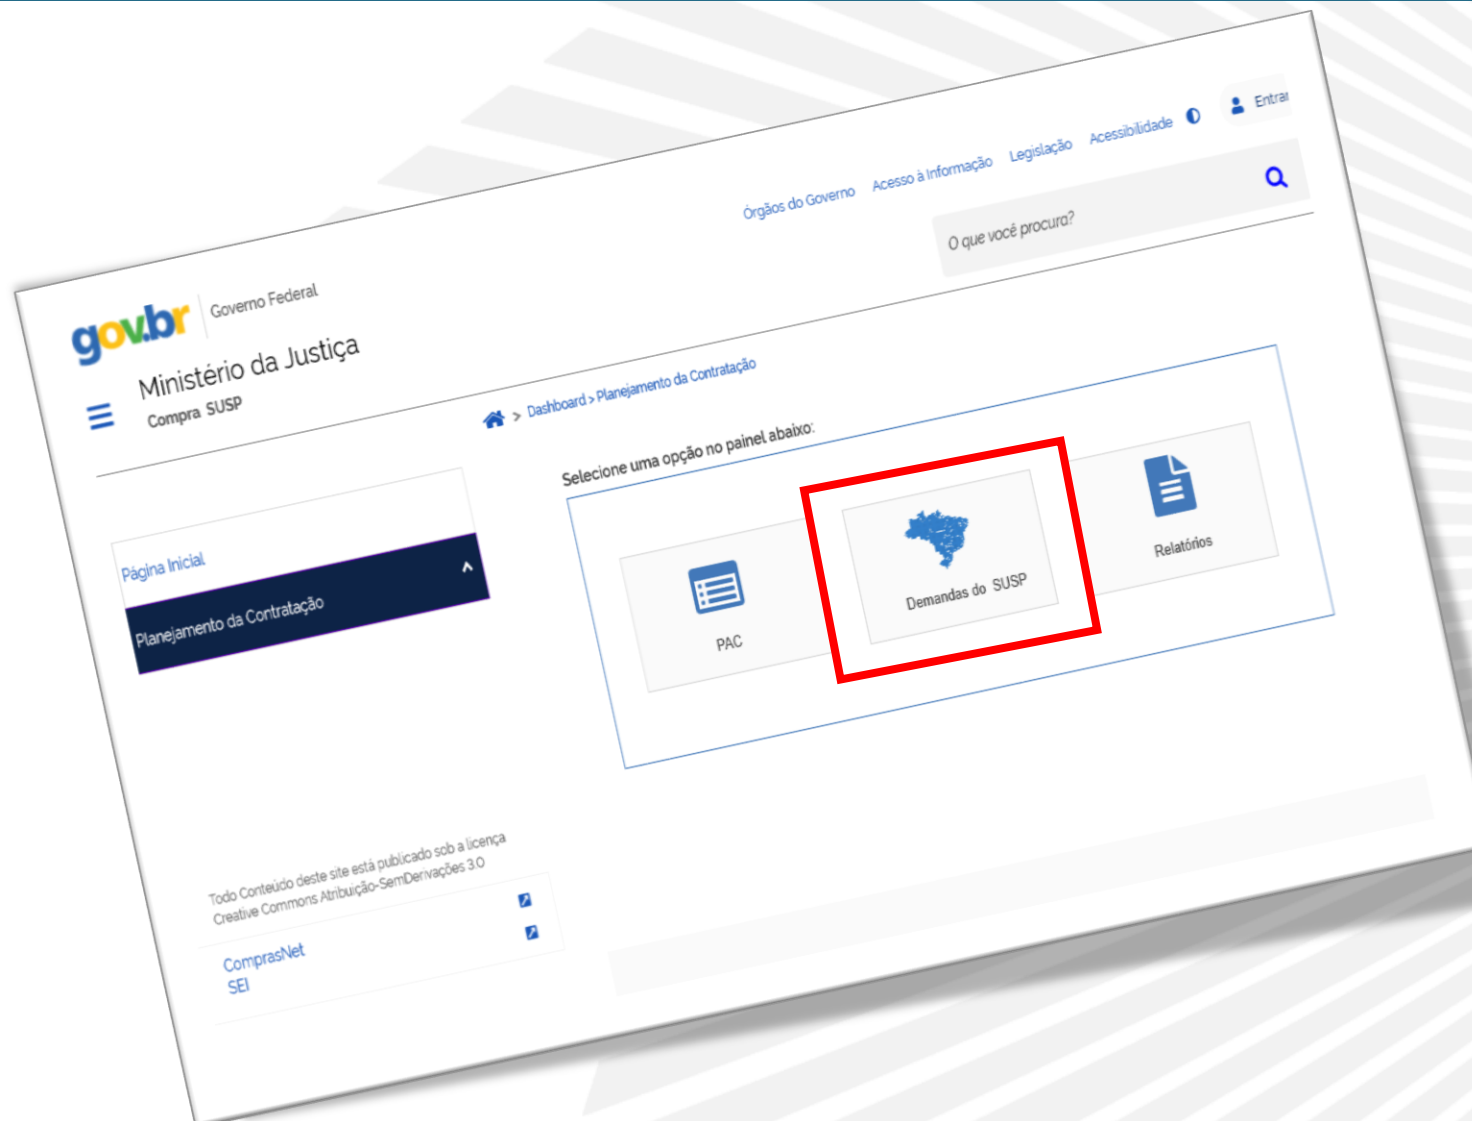 Órgãos do Governo Acesso à Informação Legislação Acessibilidade Entrar
O que você procura?
gov.br Governo Federal
Ministério da Justiça
Compra SUSP
> Dashboard > Planejamento da Contratação
Selecione uma opção no painel abaixo:
Página Inicial
Planejamento da Contratação
PAC
Demandas do SUSP
Relatórios
Todo Conteúdo deste site está publicado sob a licença
Creative Commons Atribuição-SemDerivações 3.0
ComprasNet
SEI